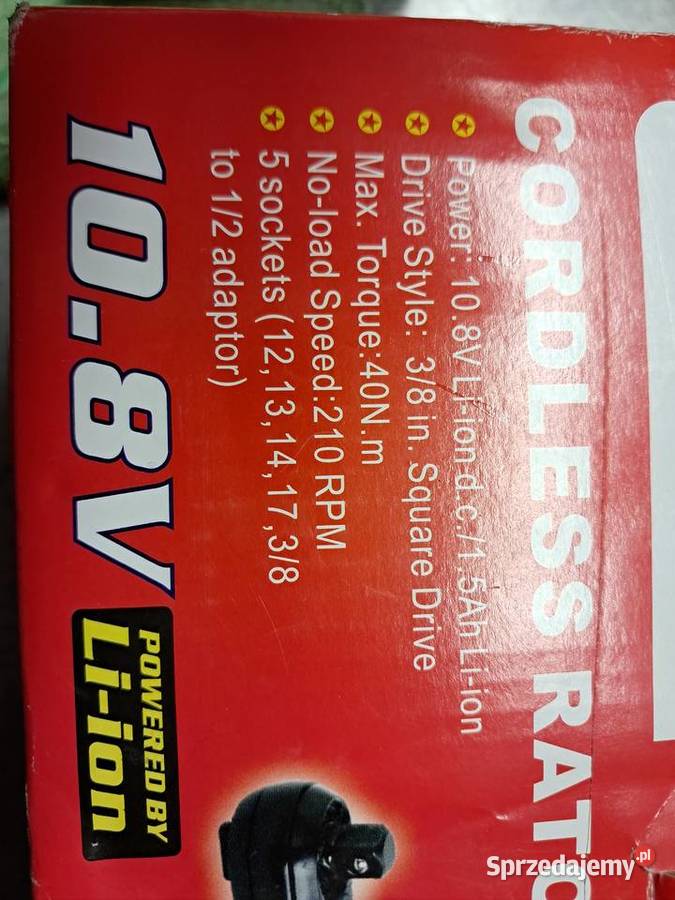 CORDLESS RATC
Power: 10.8V Li-ion d.c./1.5Ah Li-ion
Drive Style: 3/8 in. Square Drive
Max. Torque:40N.m
No-load Speed:210 RPM
5 sockets (12,13,14,17,3/8
to 1/2 adaptor)
10.8V
POWERED BY
Li-ion
Sprzedajemy.pl